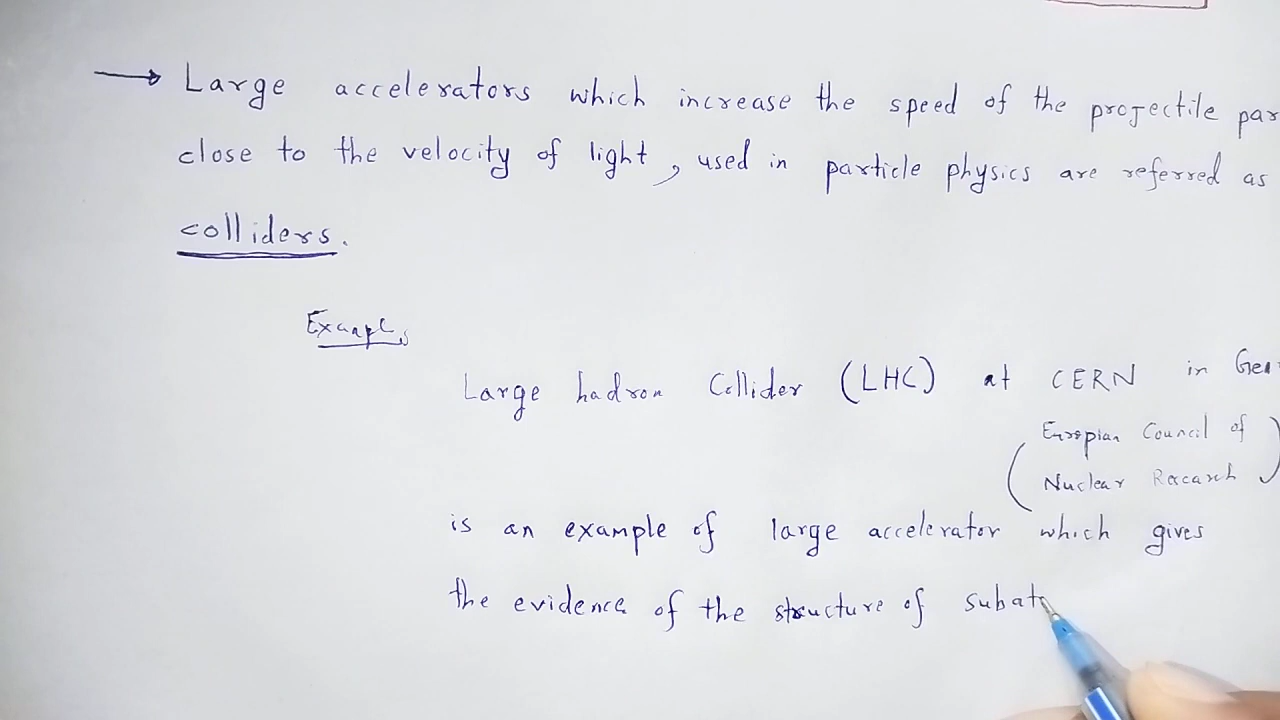 → Large accelerators which increase the speed of the projectile par
close to the velocity of light, used in particle physics are referred as
colliders.
Example,
Large hadron Collider (LHC) at CERN in Gen
(Europian Council of
Nuclear Research)
is an example of large accelerator which gives
the evidence of the structure of subato